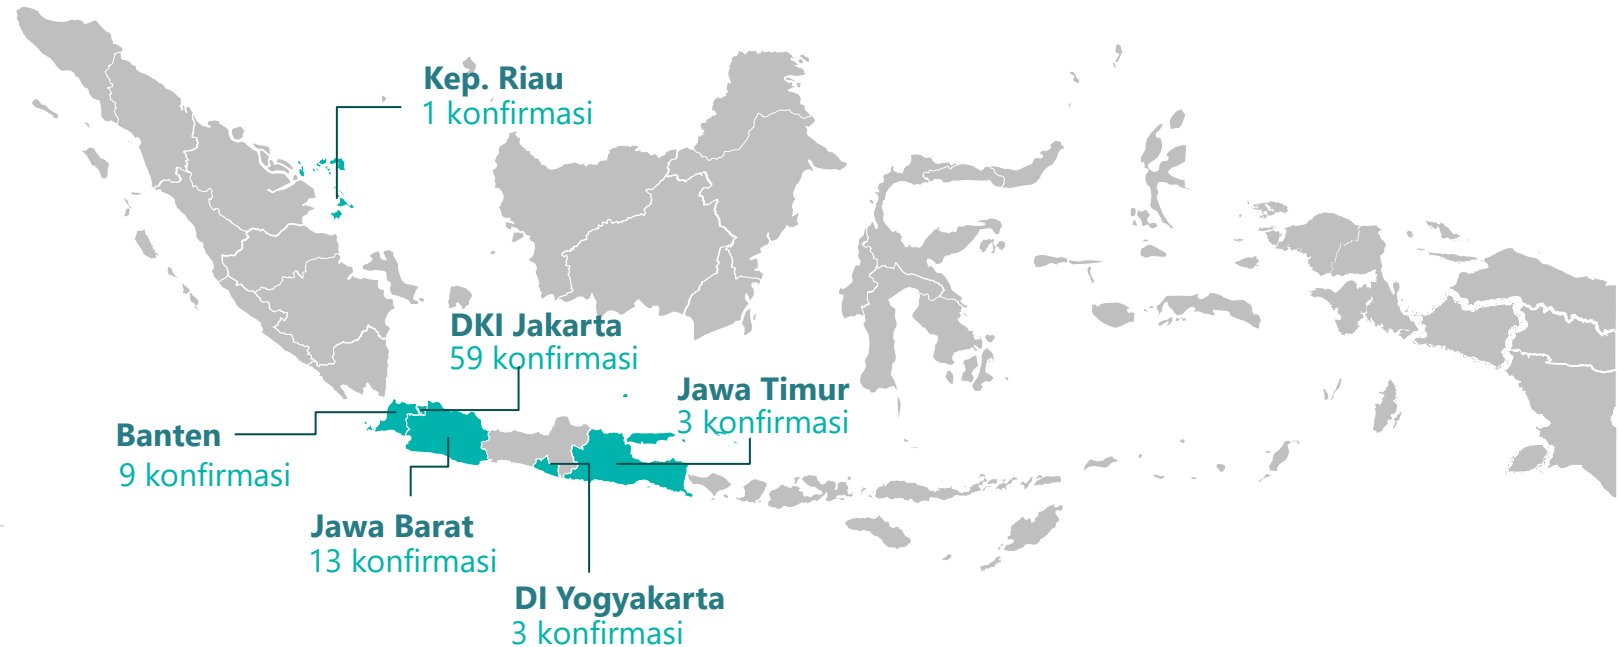 Kep. Riau
1 konfirmasi
DKI Jakarta
59 konfirmasi
Jawa Timur
3 konfirmasi
Banten
9 konfirmasi
Jawa Barat
13 konfirmasi
DI Yogyakarta
3 konfirmasi